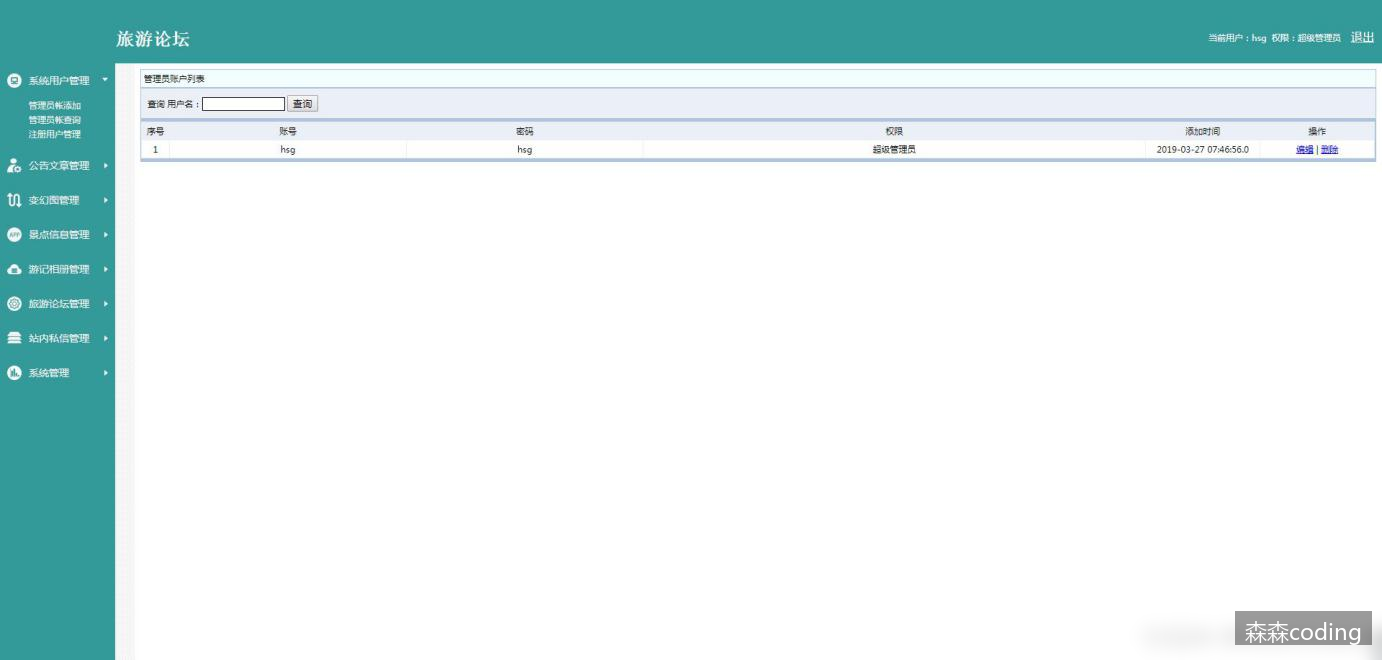 旅游论坛
当前用户：hsg 权限：超级管理员 退出
系统用户管理
管理员帐添加
管理员帐查询
注册用户管理
公告文章管理
变幻图管理
景点信息管理
游记相册管理
旅游论坛管理
站内私信管理
系统管理
管理员账户列表
查询 用户名： 查询
序号 账号 密码 权限 添加时间 操作
1 hsg hsg 超级管理员 2019-03-27 07:46:56.0 编辑 | 删除
森森coding